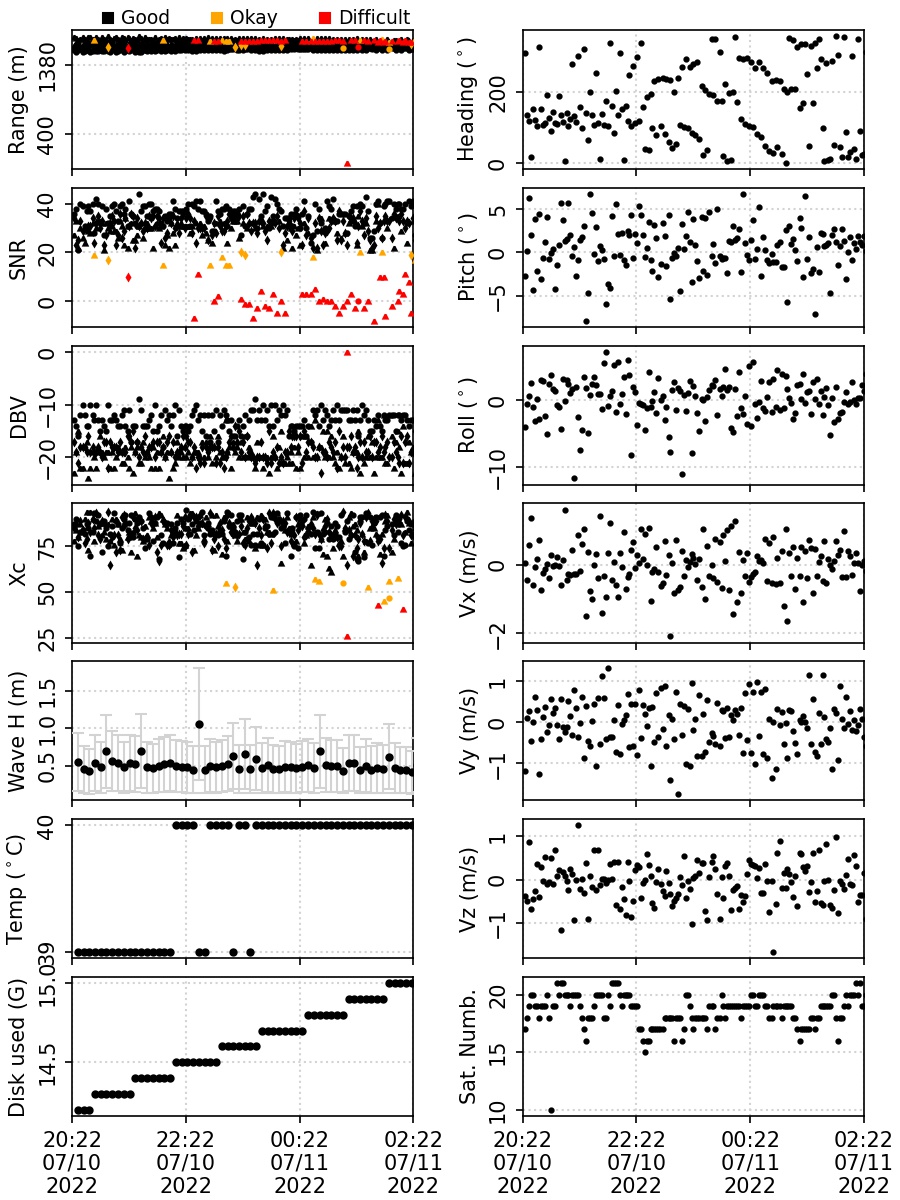 Good Okay Difficult
Range (m)
1380
400
Heading (°)
200
0
SNR
40
20
0
Pitch (°)
5
0
−5
DBV
0
−10
−20
Roll (°)
0
−10
Xc
75
50
25
Vx (m/s)
0
−2
Wave H (m)
1.5
1.0
0.5
Vy (m/s)
1
0
−1
Temp (°C)
40
39
Vz (m/s)
1
0
−1
Disk used (G)
15.0
14.5
Sat. Numb.
20
15
10
20:22 22:22 00:22 02:22
07/10 07/10 07/11 07/11
2022 2022 2022 2022
20:22 22:22 00:22 02:22
07/10 07/10 07/11 07/11
2022 2022 2022 2022